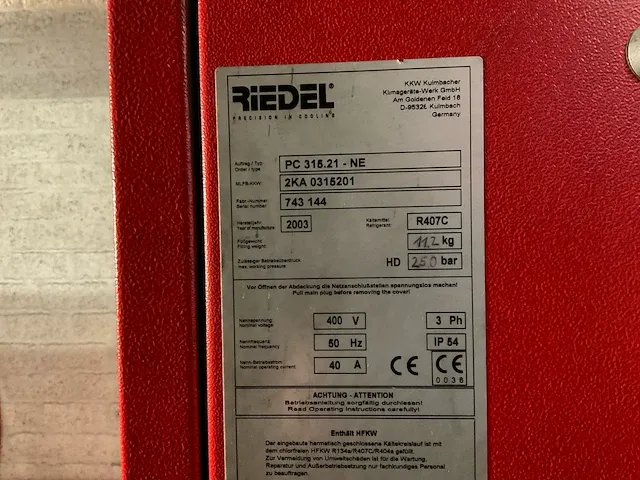 RIEDEL®
PRECISION IN COOLING
KKW Kulmbacher
Klimageräte-Werk GmbH
Am Goldenen Feld 18
D-95326 Kulmbach
Germany
Auftrag / Typ
Order / type
PC 315.21 - NE
MLFB-KKW:
2KA 0315201
Fabr.-Nummer
Serial number
743 144
Herstelljahr:
Year of manufacture
2003
Kältemittel:
Refrigerant:
R407C
Füllgewicht:
Filling weight:
11,2 kg
Zulässiger Betriebsüberdruck
max. working pressure
HD 25,0 bar
Vor Öffnen der Abdeckung die Netzanschlußstellen spannungslos machen!
Pull main plug before removing the cover!
Nennspannung:
Nominal voltage
400 V
3 Ph
Nennfrequenz:
Nominal frequency
50 Hz
IP 54
Nenn-Betriebsstrom:
Nominal operating current:
40 A
CE
CE
0036
ACHTUNG - ATTENTION
Betriebsanleitung sorgfältig durchlesen!
Read Operating Instructions carefully!
Enthält HFKW
Der eingebaute hermetisch geschlossene Kältekreislauf ist mit
dem chlorfreien HFKW R134a/R407C/R404a gefüllt.
Zur Vermeidung von Umweltschäden ist für die Wartung,
Reparatur und Außerbetriebsetzung nur fachkundiges Personal
zu beauftragen.